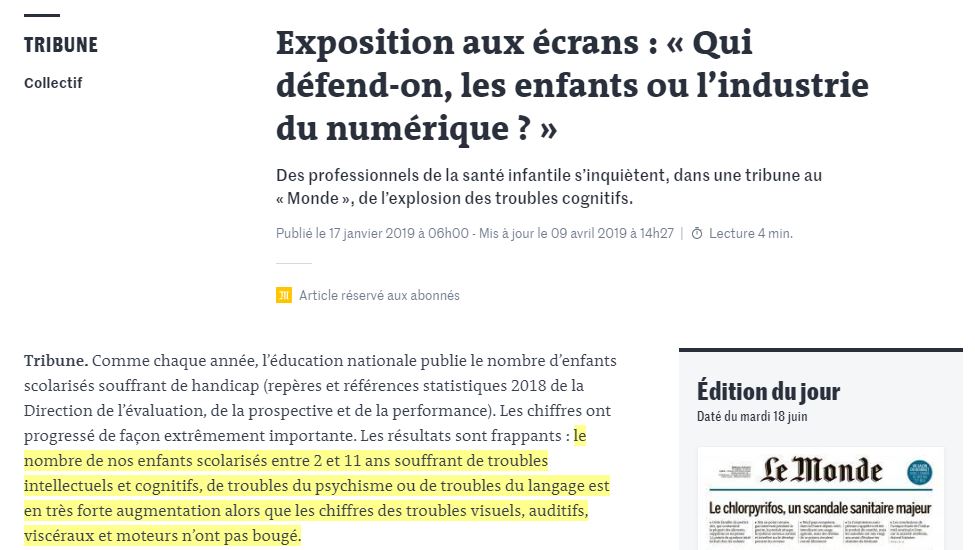 TRIBUNE
Collectif
Exposition aux écrans : « Qui
défend-on, les enfants ou l’industrie
du numérique ? »
Des professionnels de la santé infantile s’inquiètent, dans une tribune au
« Monde », de l’explosion des troubles cognitifs.
Publié le 17 janvier 2019 à 06h00 - Mis à jour le 09 avril 2019 à 14h27 | Lecture 4 min.
Article réservé aux abonnés
Tribune. Comme chaque année, l’éducation nationale publie le nombre d’enfants
scolarisés souffrant de handicap (repères et références statistiques 2018 de la
Direction de l’évaluation, de la prospective et de la performance). Les chiffres ont
progressé de façon extrêmement importante. Les résultats sont frappants : le
nombre de nos enfants scolarisés entre 2 et 11 ans souffrant de troubles
intellectuels et cognitifs, de troubles du psychisme ou de troubles du langage est
en très forte augmentation alors que les chiffres des troubles visuels, auditifs,
viscéraux et moteurs n’ont pas bougé.
Édition du jour
Daté du mardi 18 juin
Le Monde
Le chlorpyrifos, un scandale sanitaire majeur